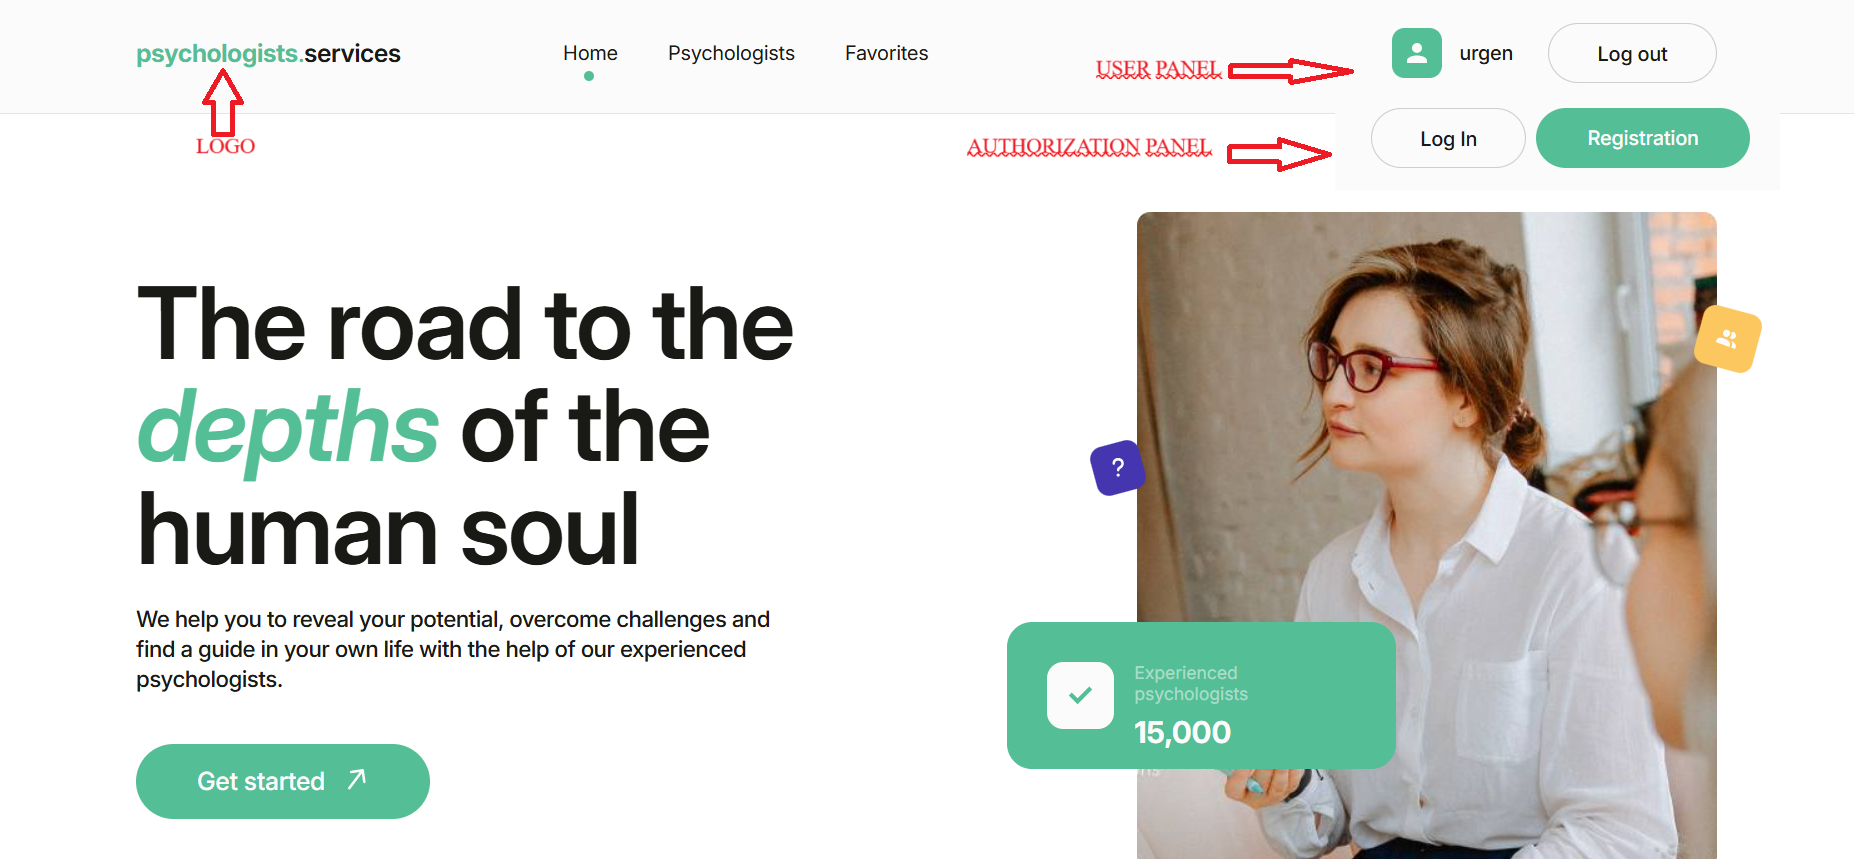 psychologists.services
Home
Psychologists
Favorites
USER PANEL
urgen
Log out
LOGO
AUTHORIZATION PANEL
Log In
Registration
The road to the
depths of the
human soul
We help you to reveal your potential, overcome challenges and
find a guide in your own life with the help of our experienced
psychologists.
Get started
?
Experienced
psychologists
15,000